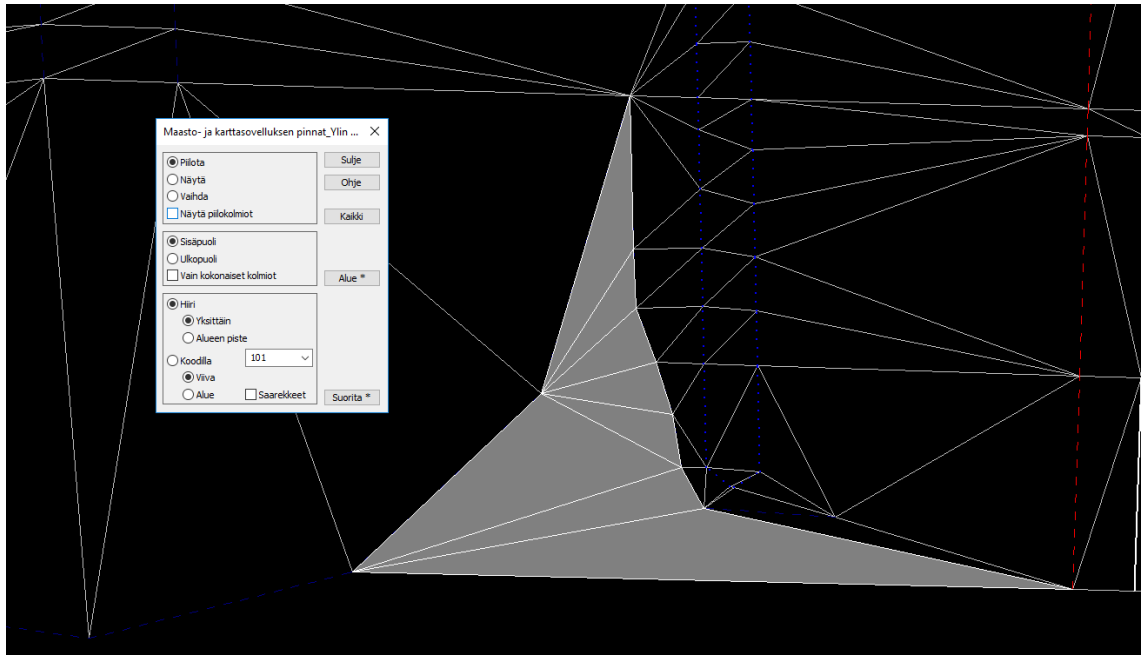 Maasto- ja karttasovelluksen pinnat_Ylin ...
Piilota
Sulje
Näytä
Ohje
Vaihda
Näytä piilokolmiot
Kaikki
Sisäpuoli
Ulkopuoli
Vain kokonaiset kolmiot
Alue *
Hiiri
Yksittäin
Alueen piste
Koodilla
101
Viiva
Alue
Saarekkeet
Suorita *